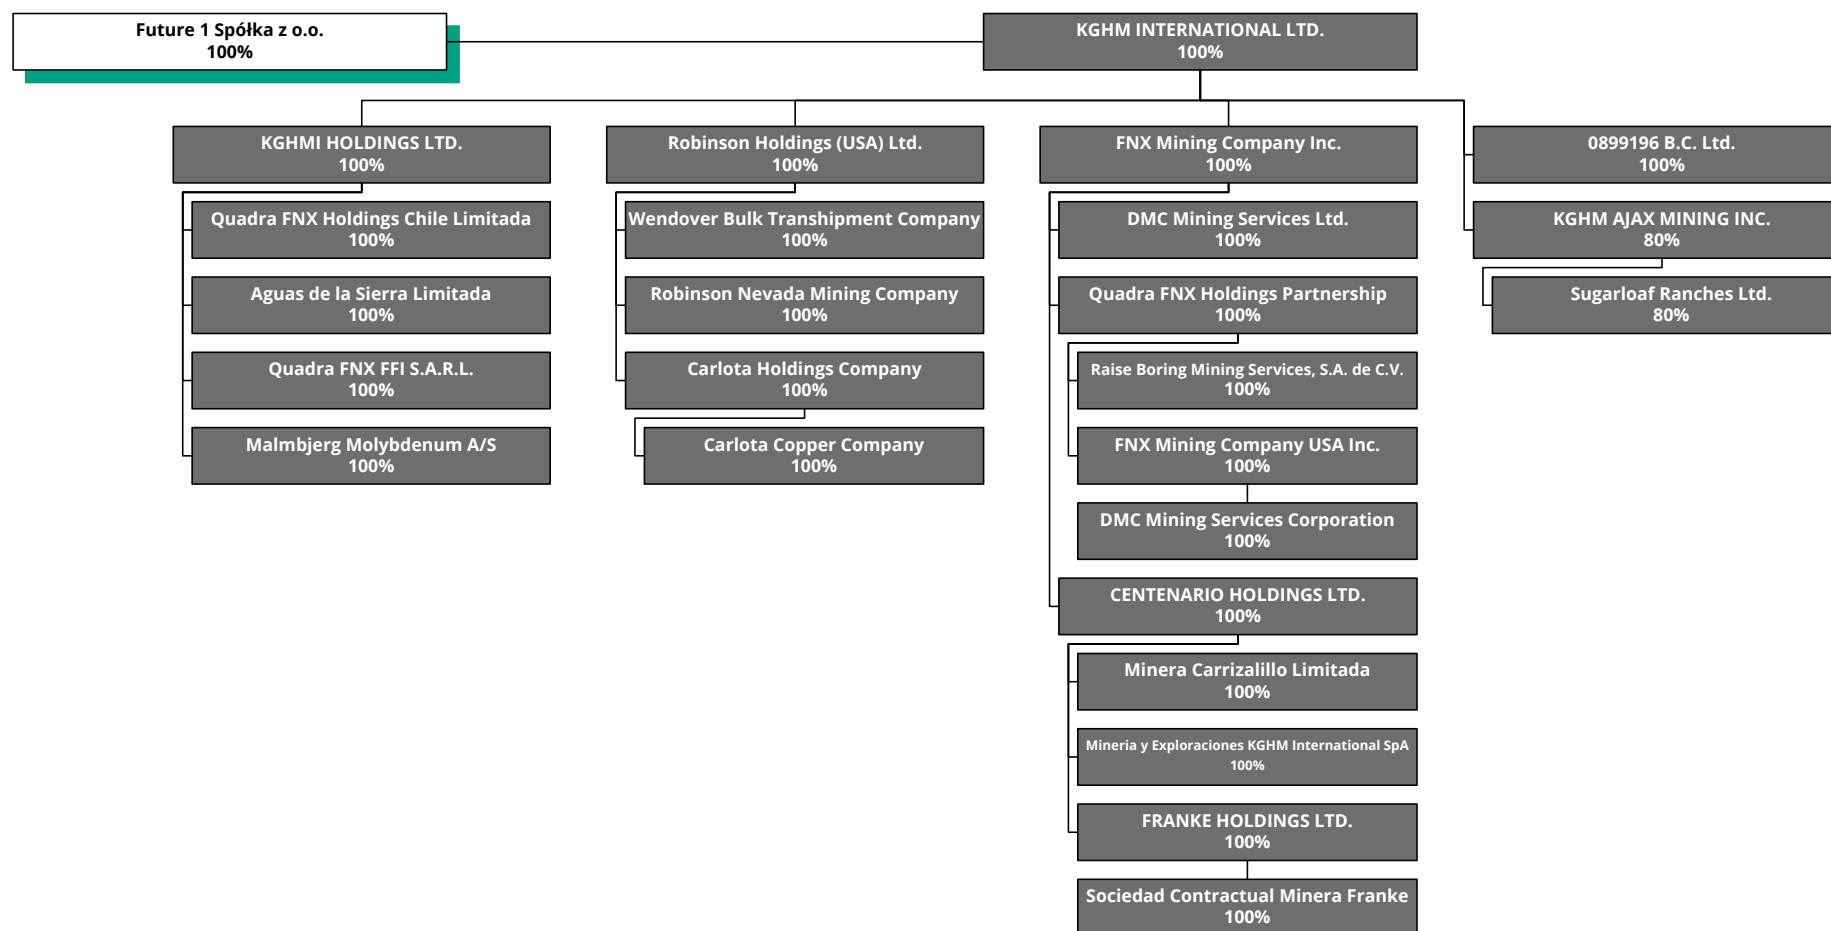 Future 1 Spółka z o.o.
100%
KGHM INTERNATIONAL LTD.
100%
KGHMI HOLDINGS LTD.
100%
Quadra FNX Holdings Chile Limitada
100%
Aguas de la Sierra Limitada
100%
Quadra FNX FFI S.A.R.L.
100%
Malmbjerg Molybdenum A/S
100%
Robinson Holdings (USA) Ltd.
100%
Wendover Bulk Transhipment Company
100%
Robinson Nevada Mining Company
100%
Carlota Holdings Company
100%
Carlota Copper Company
100%
FNX Mining Company Inc.
100%
DMC Mining Services Ltd.
100%
Quadra FNX Holdings Partnership
100%
Raise Boring Mining Services, S.A. de C.V.
100%
FNX Mining Company USA Inc.
100%
DMC Mining Services Corporation
100%
CENTENARIO HOLDINGS LTD.
100%
Minera Carrizalillo Limitada
100%
Mineria y Exploraciones KGHM International SpA
100%
FRANKE HOLDINGS LTD.
100%
Sociedad Contractual Minera Franke
100%
0899196 B.C. Ltd.
100%
KGHM AJAX MINING INC.
80%
Sugarloaf Ranches Ltd.
80%